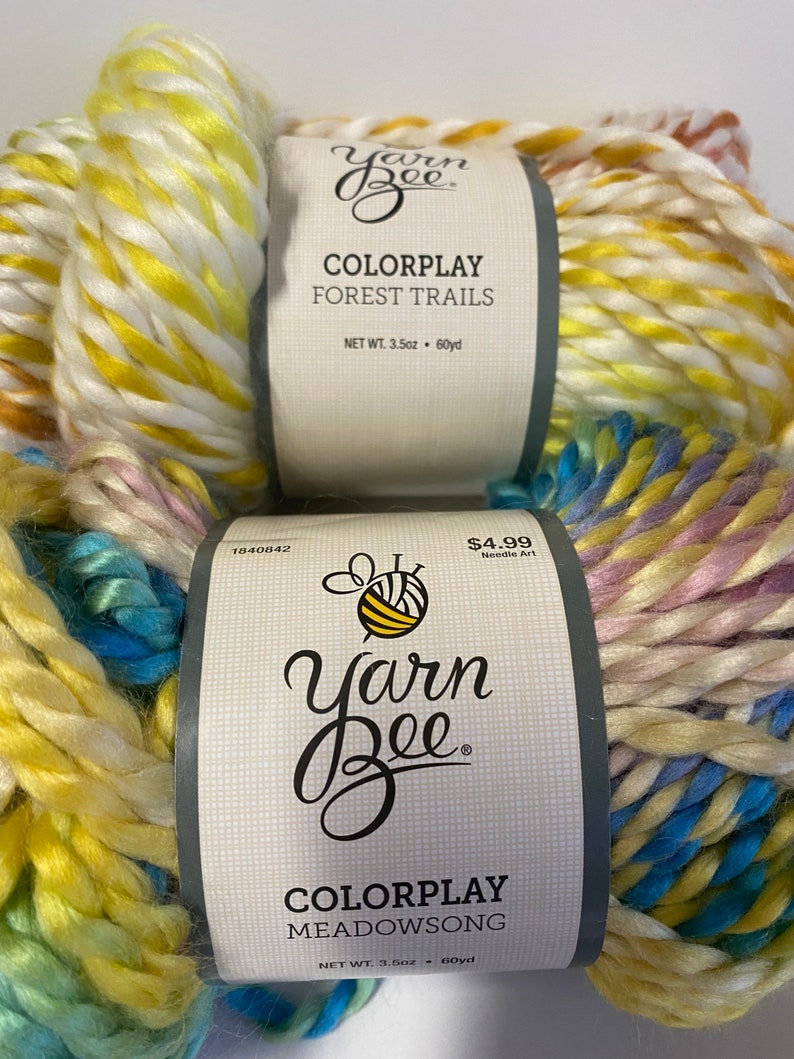 Yarn
Bee®
COLORPLAY
FOREST TRAILS
NET WT. 3.5oz • 60yd
1840842
$4.99
Needle Art
Yarn
Bee®
COLORPLAY
MEADOWSONG
NET WT. 3.5oz • 60yd